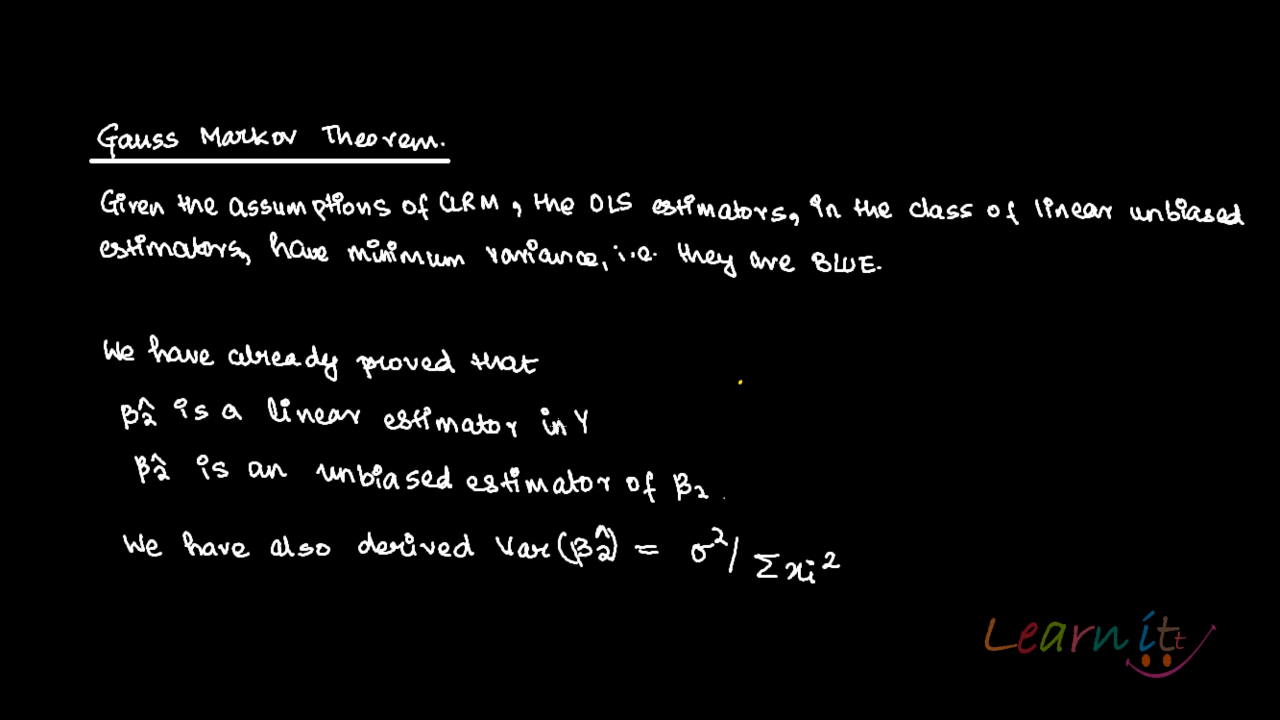 Gauss Markov Theorem.
Given the assumptions of CLRM, the OLS estimators, in the class of linear unbiased
estimators, have minimum variance, i.e. they are BLUE.
We have already proved that
β̂₂ is a linear estimator in Y
β̂₂ is an unbiased estimator of β₂.
We have also derived Var(β̂₂) = σ²/Σxi²
Learnitt